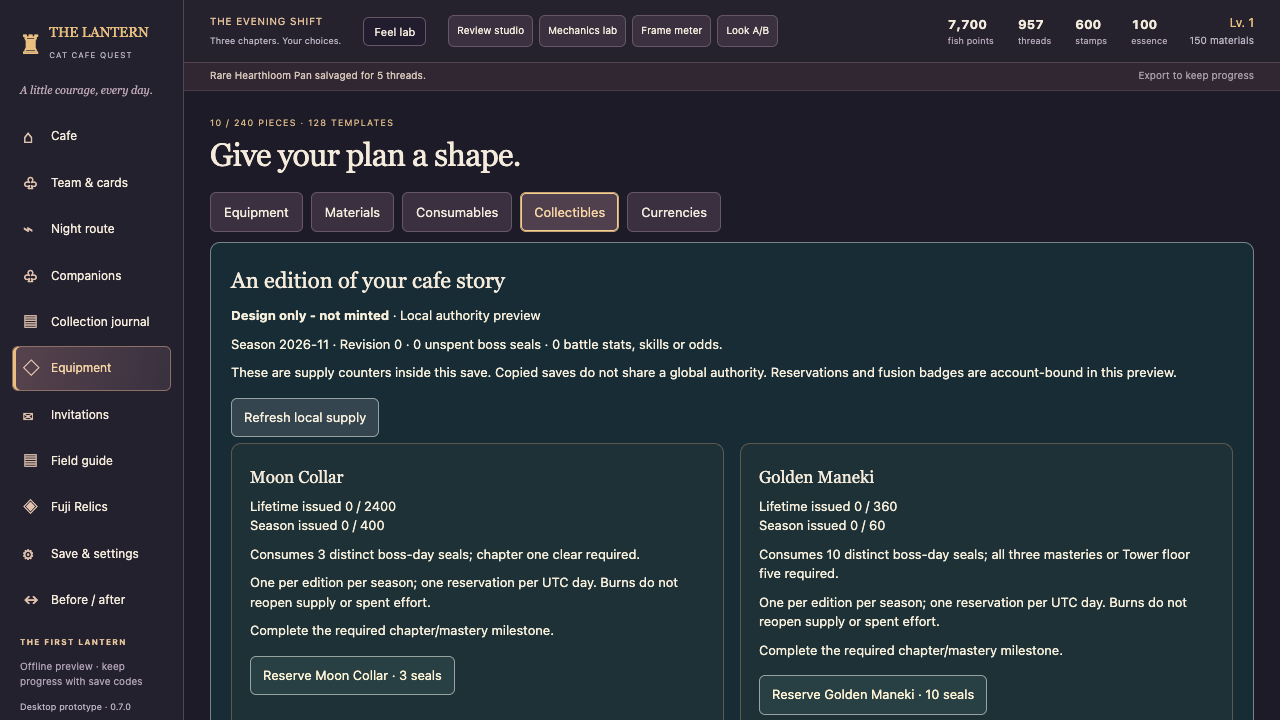 THE LANTERN
CAT CAFE QUEST
A little courage, every day.
Cafe
Team & cards
Night route
Companions
Collection journal
Equipment
Invitations
Field guide
Fuji Relics
Save & settings
Before / after
THE FIRST LANTERN
Offline preview · keep
progress with save codes
Desktop prototype · 0.7.0
THE EVENING SHIFT
Three chapters. Your choices.
Feel lab
Review studio
Mechanics lab
Frame meter
Look A/B
7,700
fish points
957
threads
600
stamps
100
essence
Lv. 1
150 materials
Rare Hearthloom Pan salvaged for 5 threads.
Export to keep progress
10 / 240 PIECES · 128 TEMPLATES
Give your plan a shape.
Equipment
Materials
Consumables
Collectibles
Currencies
An edition of your cafe story
Design only - not minted · Local authority preview
Season 2026-11 · Revision 0 · 0 unspent boss seals · 0 battle stats, skills or odds.
These are supply counters inside this save. Copied saves do not share a global authority. Reservations and fusion badges are account-bound in this preview.
Refresh local supply
Moon Collar
Lifetime issued 0 / 2400
Season issued 0 / 400
Consumes 3 distinct boss-day seals; chapter one clear required.
One per edition per season; one reservation per UTC day. Burns do not
reopen supply or spent effort.
Complete the required chapter/mastery milestone.
Reserve Moon Collar · 3 seals
Golden Maneki
Lifetime issued 0 / 360
Season issued 0 / 60
Consumes 10 distinct boss-day seals; all three masteries or Tower floor
five required.
One per edition per season; one reservation per UTC day. Burns do not
reopen supply or spent effort.
Complete the required chapter/mastery milestone.
Reserve Golden Maneki · 10 seals